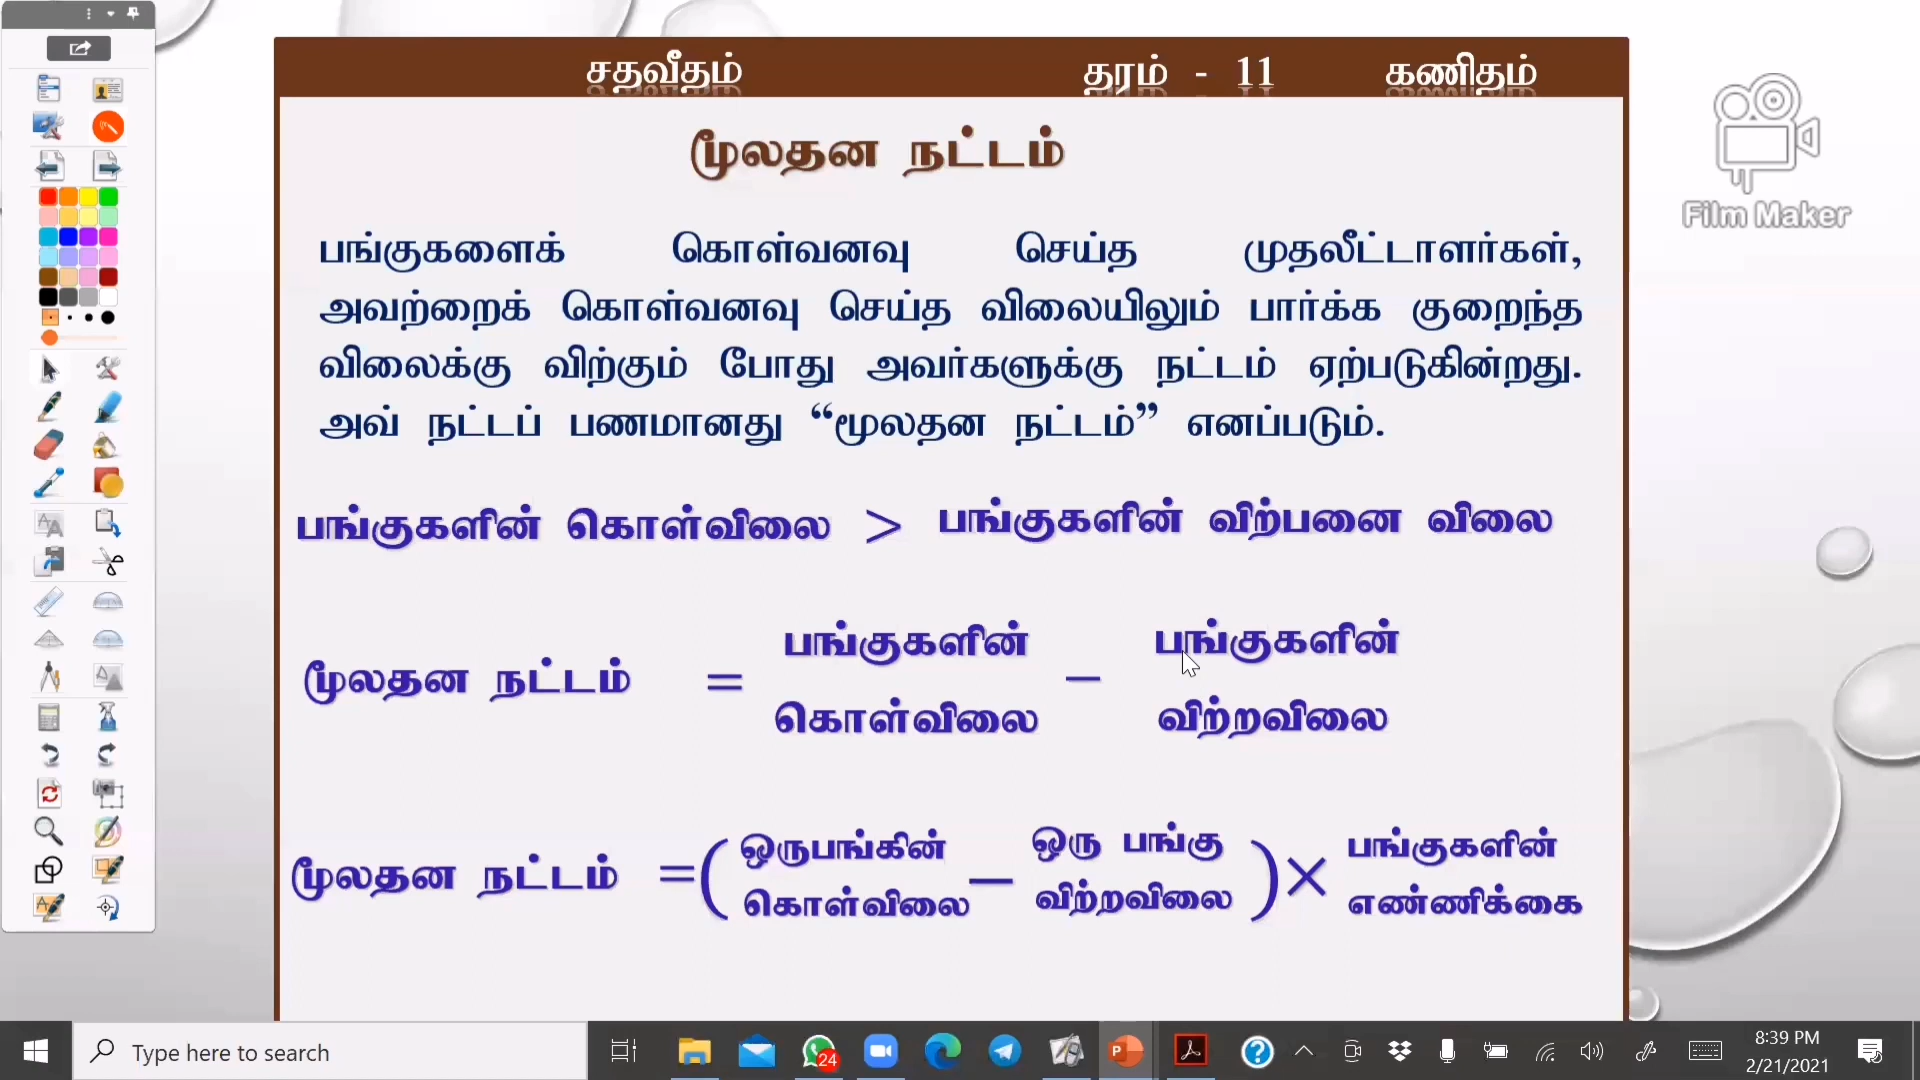 சதவீதம் தரம் - 11 கணிதம்
மூலதன நட்டம்
Film Maker
பங்குகளைக் கொள்வனவு செய்த முதலீட்டாளர்கள்,
அவற்றைக் கொள்வனவு செய்த விலையிலும் பார்க்க குறைந்த
விலைக்கு விற்கும் போது அவர்களுக்கு நட்டம் ஏற்படுகின்றது.
அவ் நட்டப் பணமானது “மூலதன நட்டம்” எனப்படும்.
பங்குகளின் கொள்விலை > பங்குகளின் விற்பனை விலை
மூலதன நட்டம் = பங்குகளின் கொள்விலை – பங்குகளின் விற்றவிலை
மூலதன நட்டம் =(ஒருபங்கின் கொள்விலை – ஒரு பங்கு விற்றவிலை)× பங்குகளின் எண்ணிக்கை
Type here to search
24
8:39 PM
2/21/2021